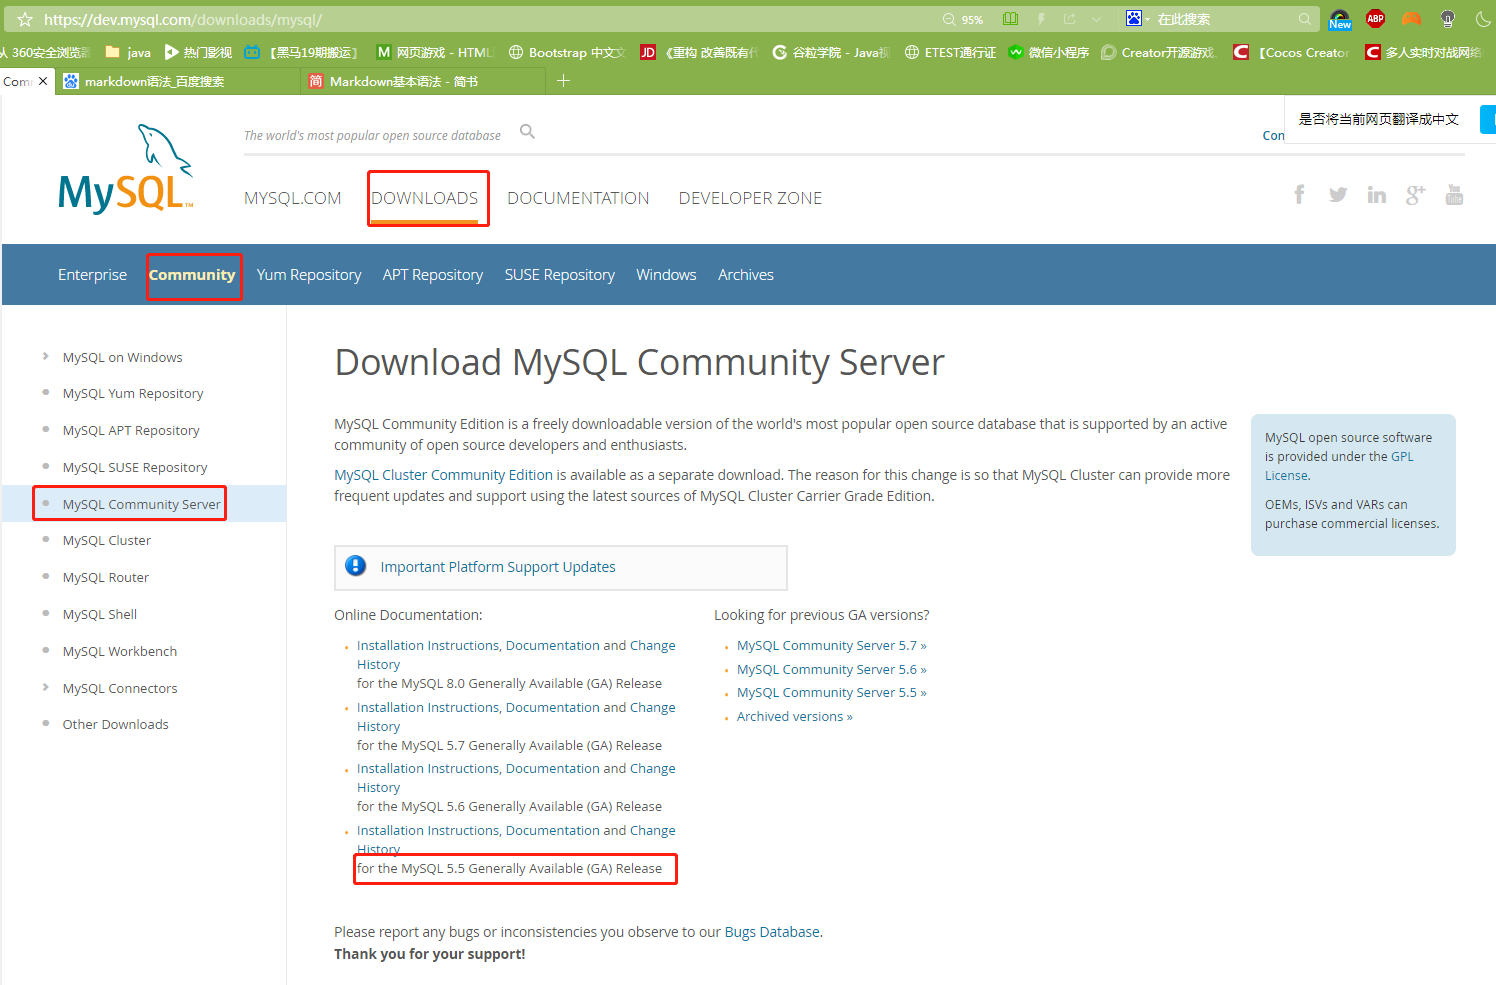 https://dev.mysql.com/downloads/mysql/
95%
在此搜索
New
ABP
360安全浏览
java
热门影视
【黑马19期搬运】
M 网页游戏 - HTML
Bootstrap 中文文
JD 《重构 改善既有
谷粒学院 - Java视
ETEST通行证
微信小程序
Creator开源游戏
【Cocos Creator
多人实时对战网络
Com
markdown语法_百度搜索
简 Markdown基本语法 - 简书
The world's most popular open source database
Con
是否将当前网页翻译成中文
MySQL™
MYSQL.COM
DOWNLOADS
DOCUMENTATION
DEVELOPER ZONE
You
Tube
Enterprise
Community
Yum Repository
APT Repository
SUSE Repository
Windows
Archives
MySQL on Windows
MySQL Yum Repository
MySQL APT Repository
MySQL SUSE Repository
MySQL Community Server
MySQL Cluster
MySQL Router
MySQL Shell
MySQL Workbench
MySQL Connectors
Other Downloads
Download MySQL Community Server
MySQL Community Edition is a freely downloadable version of the world's most popular open source database that is supported by an active
community of open source developers and enthusiasts.
MySQL Cluster Community Edition is available as a separate download. The reason for this change is so that MySQL Cluster can provide more
frequent updates and support using the latest sources of MySQL Cluster Carrier Grade Edition.
MySQL open source software
is provided under the GPL
License.
OEMs, ISVs and VARs can
purchase commercial licenses.
Important Platform Support Updates
Online Documentation:
Installation Instructions, Documentation and Change
History
for the MySQL 8.0 Generally Available (GA) Release
Installation Instructions, Documentation and Change
History
for the MySQL 5.7 Generally Available (GA) Release
Installation Instructions, Documentation and Change
History
for the MySQL 5.6 Generally Available (GA) Release
Installation Instructions, Documentation and Change
History
for the MySQL 5.5 Generally Available (GA) Release
Looking for previous GA versions?
MySQL Community Server 5.7 »
MySQL Community Server 5.6 »
MySQL Community Server 5.5 »
Archived versions »
Please report any bugs or inconsistencies you observe to our Bugs Database.
Thank you for your support!